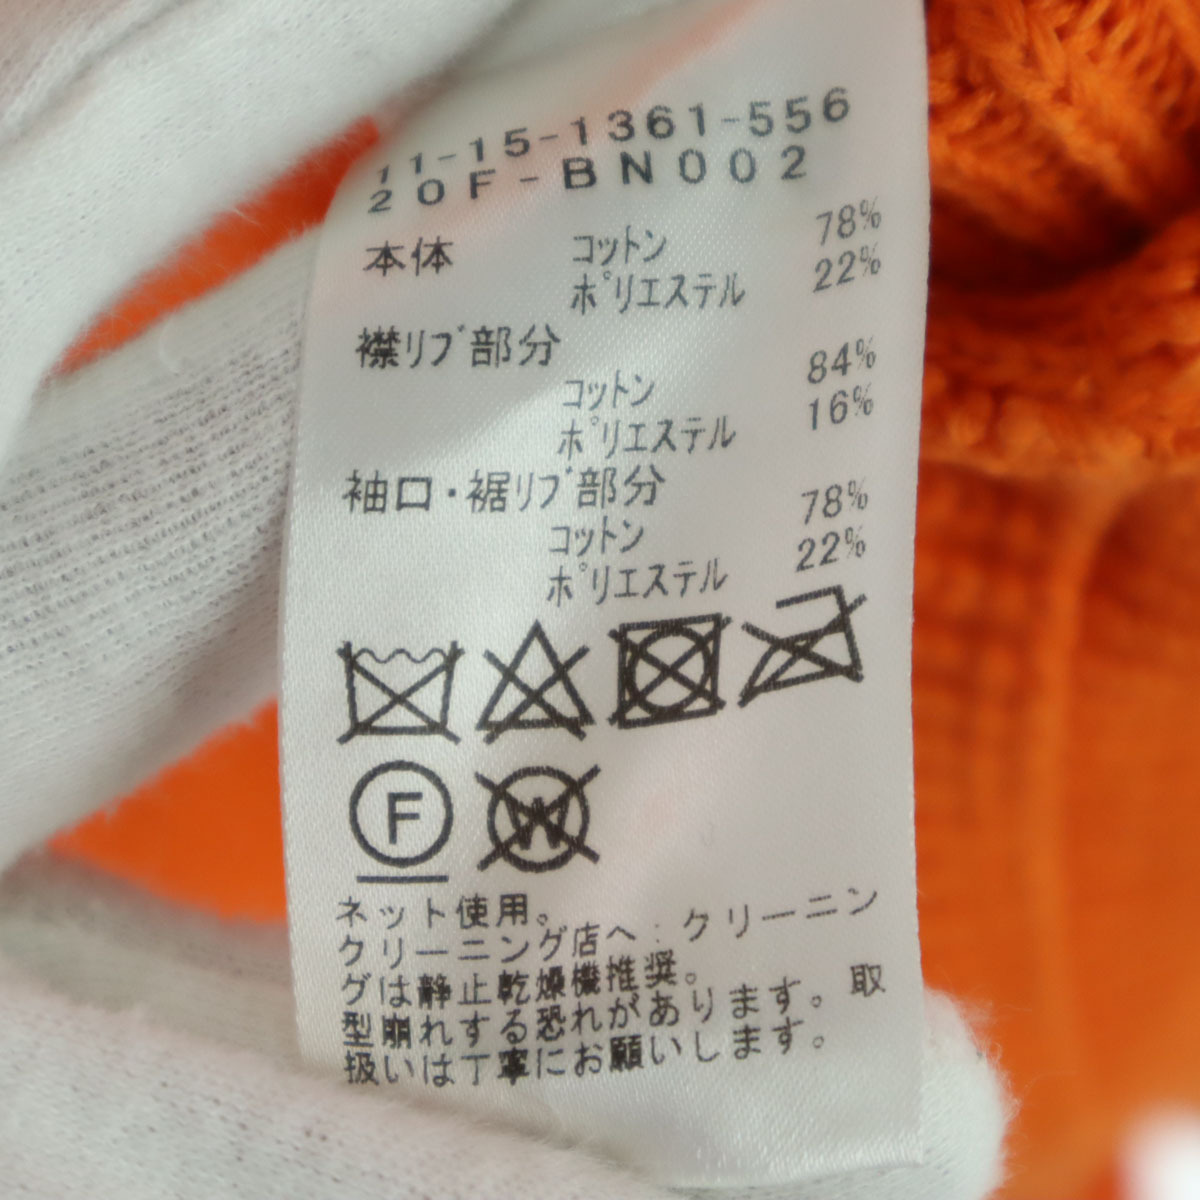 11-15-1361-556
20F-BN002
本体 コットン 78%
ポリエステル 22%
襟リブ部分
コットン 84%
ポリエステル 16%
袖口・裾リブ部分
コットン 78%
ポリエステル 22%
F W
ネット使用。
クリーニング店へ:クリーニン
グは静止乾燥機推奨。
型崩れする恐れがあります。取
扱いは丁寧にお願いします。